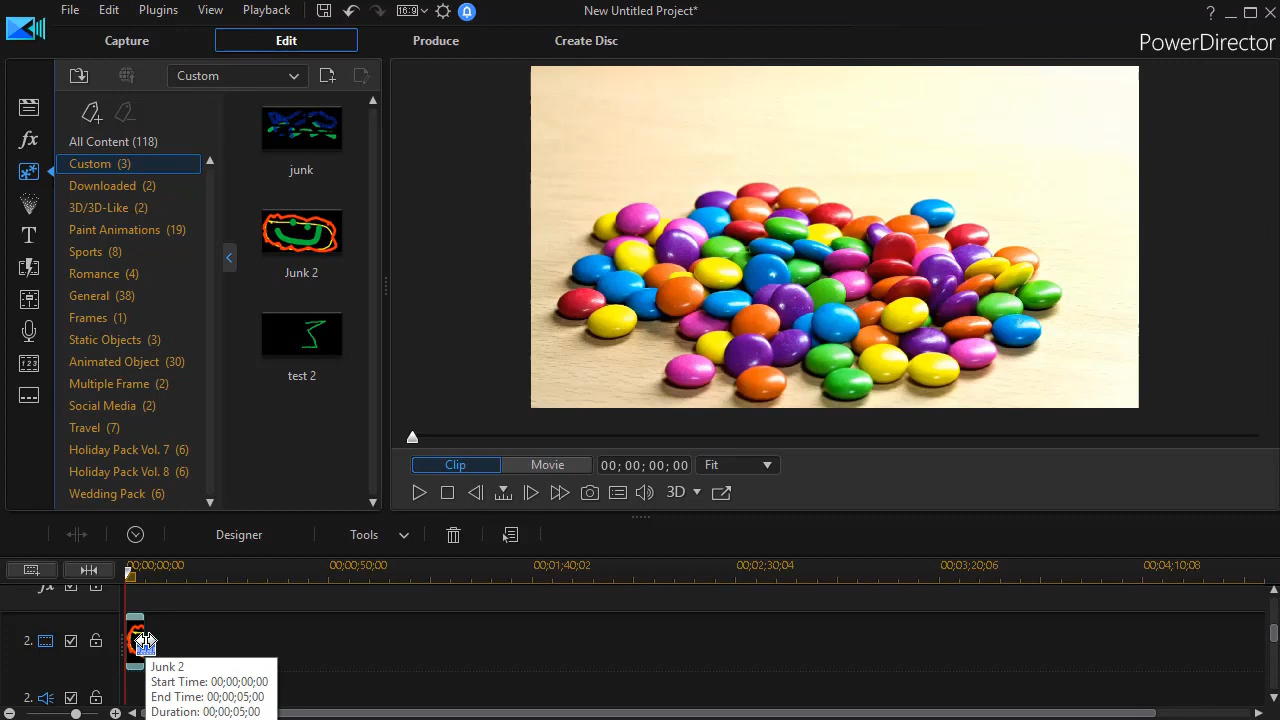 File Edit Plugins View Playback 16:9 New Untitled Project* ?
Capture Edit Produce Create Disc PowerDirector
Custom
All Content (118)
Custom (3)
Downloaded (2)
3D/3D-Like (2)
Paint Animations (19)
Sports (8)
Romance (4)
General (38)
Frames (1)
Static Objects (3)
Animated Object (30)
Multiple Frame (2)
Social Media (2)
Travel (7)
Holiday Pack Vol. 7 (6)
Holiday Pack Vol. 8 (6)
Wedding Pack (6)
junk
Junk 2
test 2
fx
T
Clip Movie 00; 00; 00; 00 Fit
3D
Designer Tools
00;00;00;00 00;00;50;00 00;01;40;02 00;02;30;04 00;03;20;06 00;04;10;08
fx
2.
Junk 2
Start Time: 00;00;00;00
End Time: 00;00;05;00
Duration: 00;00;05;00
2.